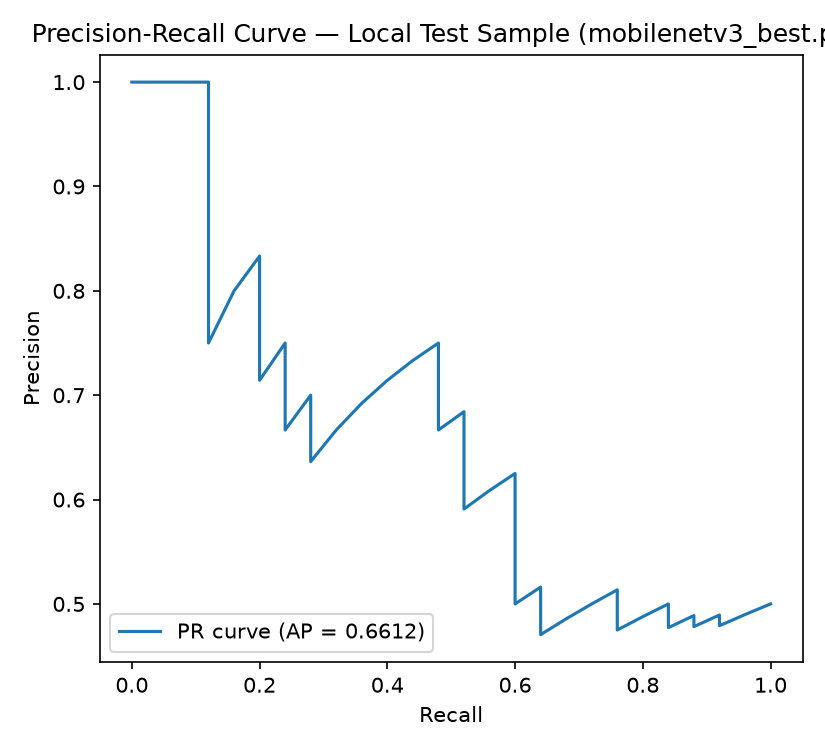 Precision-Recall Curve — Local Test Sample (mobilenetv3_best.p
1.0
0.9
0.8
0.7
0.6
0.5
Precision
PR curve (AP = 0.6612)
0.0 0.2 0.4 0.6 0.8 1.0
Recall